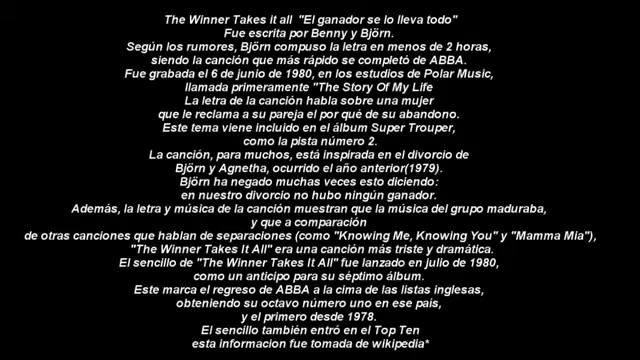 The Winner Takes it all "El ganador se lo lleva todo"
Fue escrita por Benny y Björn.
Según los rumores, Björn compuso la letra en menos de 2 horas,
siendo la canción que más rápido se completó de ABBA.
Fue grabada el 6 de junio de 1980, en los estudios de Polar Music,
llamada primeramente "The Story Of My Life
La letra de la canción habla sobre una mujer
que le reclama a su pareja el por qué de su abandono.
Este tema viene incluido en el álbum Super Trouper,
como la pista número 2.
La canción, para muchos, está inspirada en el divorcio de
Björn y Agnetha, ocurrido el año anterior(1979).
Björn ha negado muchas veces esto diciendo:
en nuestro divorcio no hubo ningún ganador.
Además, la letra y música de la canción muestran que la música del grupo maduraba,
y que a comparación
de otras canciones que hablan de separaciones (como "Knowing Me, Knowing You" y "Mamma Mia"),
"The Winner Takes It All" era una canción más triste y dramática.
El sencillo de "The Winner Takes It All" fue lanzado en julio de 1980,
como un anticipo para su séptimo álbum.
Este marca el regreso de ABBA a la cima de las listas inglesas,
obteniendo su octavo número uno en ese país,
y el primero desde 1978.
El sencillo también entró en el Top Ten
esta informacion fue tomada de wikipedia*